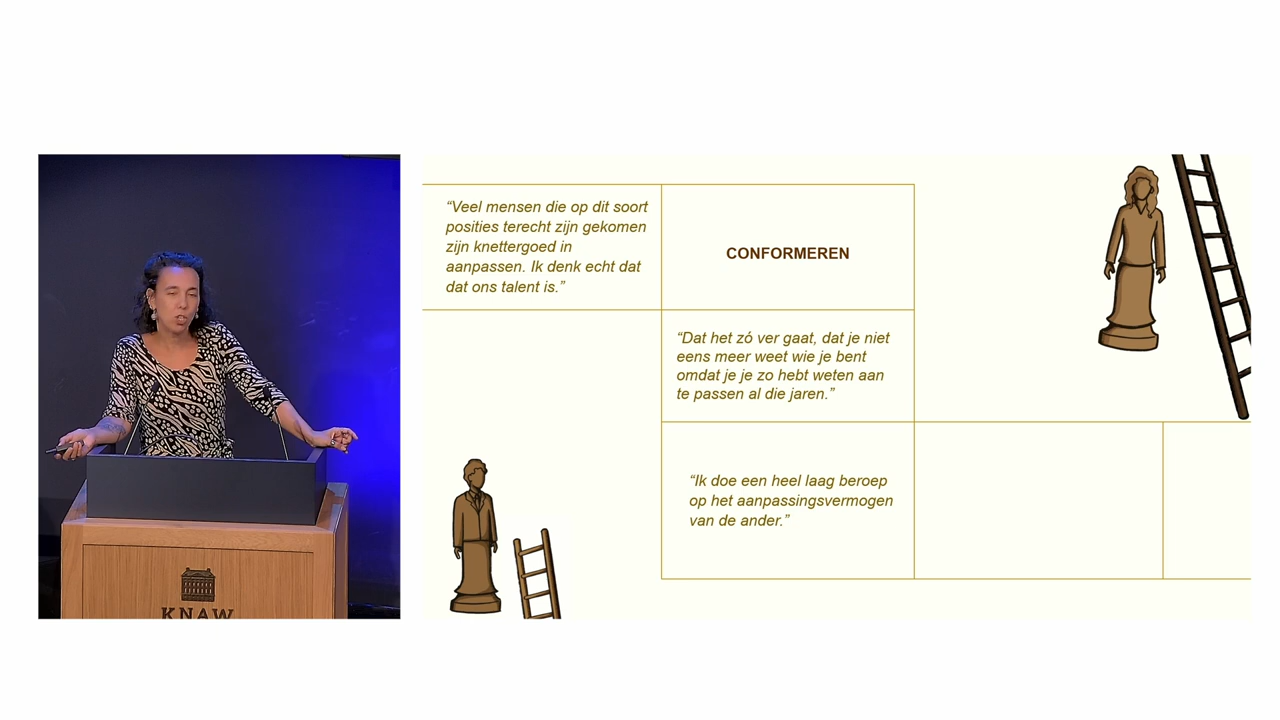 “Veel mensen die op dit soort
posities terecht zijn gekomen
zijn knettergoed in
aanpassen. Ik denk echt dat
dat ons talent is.”
CONFORMEREN
“Dat het zó ver gaat, dat je niet
eens meer weet wie je bent
omdat je je zo hebt weten aan
te passen al die jaren.”
“Ik doe een heel laag beroep
op het aanpassingsvermogen
van de ander.”
KNAW